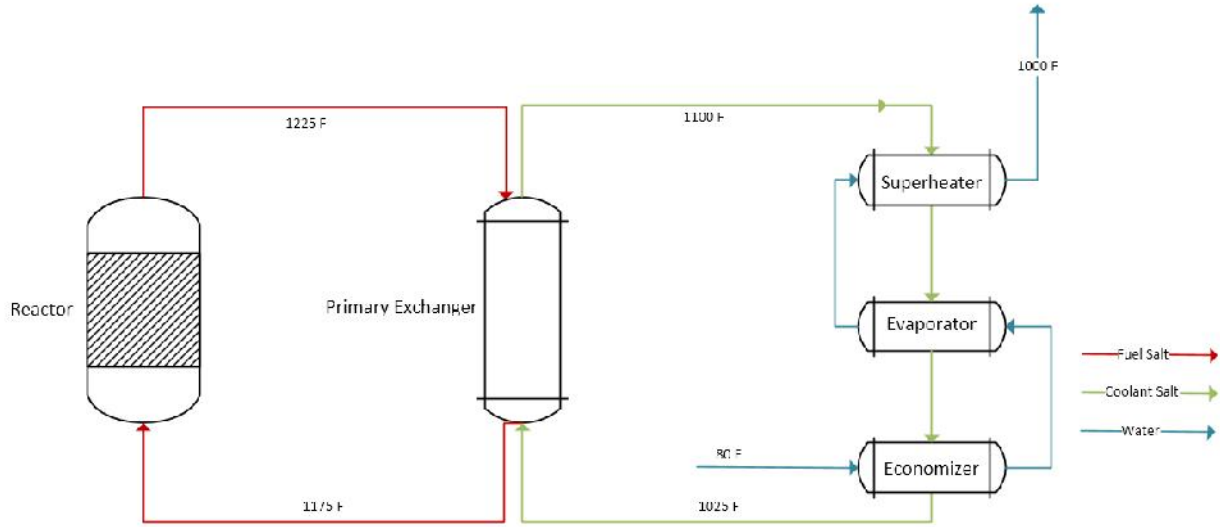 1000 F
1225 F
1100 F
Superheater
Reactor
Primary Exchanger
Evaporator
Fuel Salt
Coolant Salt
Water
80 F
Economizer
1175 F
1025 F